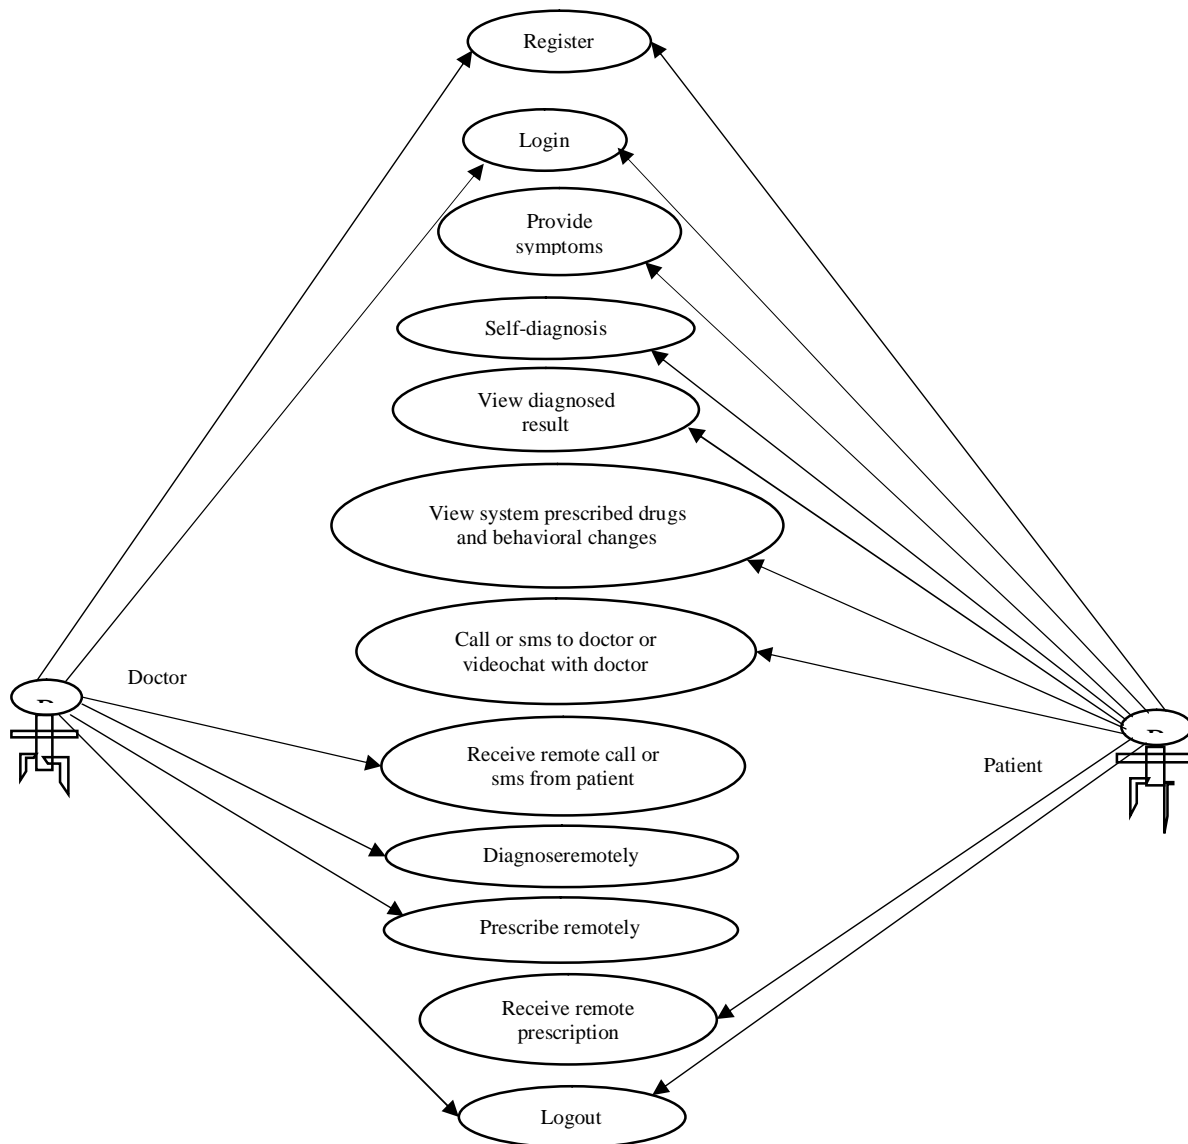 Register
Login
Provide
symptoms
Self-diagnosis
View diagnosed
result
View system prescribed drugs
and behavioral changes
Call or sms to doctor or
videochat with doctor
Doctor
Receive remote call or
sms from patient
Patient
Diagnoseremotely
Prescribe remotely
Receive remote
prescription
Logout